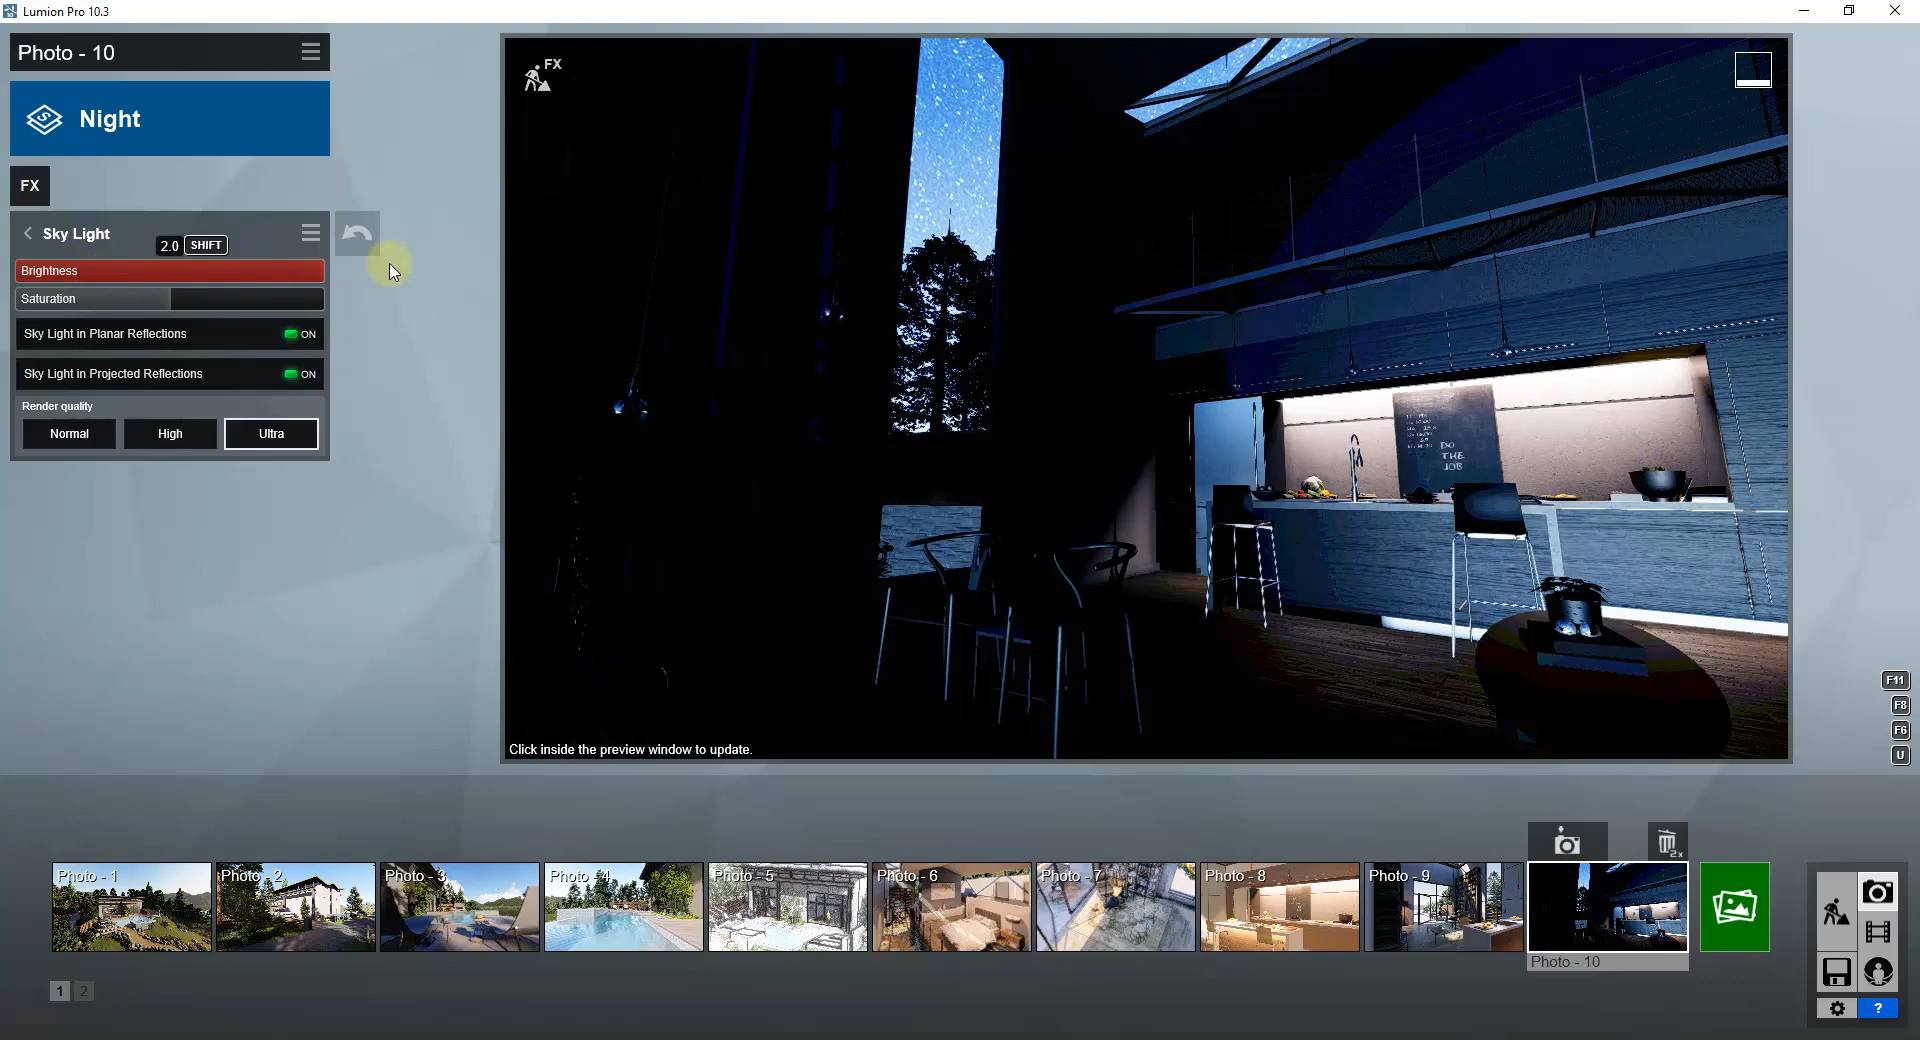 Lumion Pro 10.3
Photo - 10
Night
FX
Sky Light
2.0 SHIFT
Brightness
Saturation
Sky Light in Planar Reflections ON
Sky Light in Projected Reflections ON
Render quality
Normal High Ultra
FX
DO
THE
JOB
Click inside the preview window to update.
F11
F8
F6
U
2x
Photo - 1 Photo - 2 Photo - 3 Photo - 4 Photo - 5 Photo - 6 Photo - 7 Photo - 8 Photo - 9
Photo - 10
1 2
?